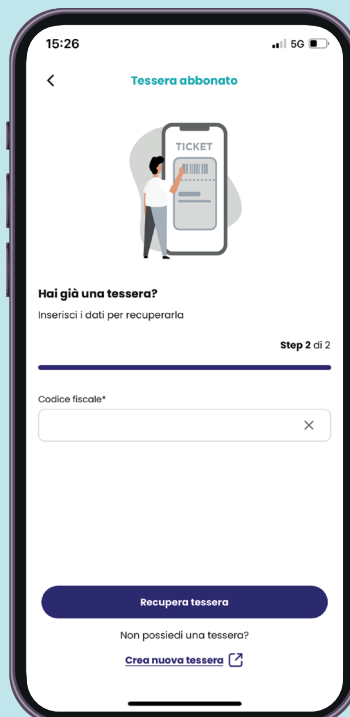 15:26
5G
Tessera abbonato
TICKET
Hai già una tessera?
Inserisci i dati per recuperarla
Step 2 di 2
Codice fiscale*
Recupera tessera
Non possiedi una tessera?
Crea nuova tessera